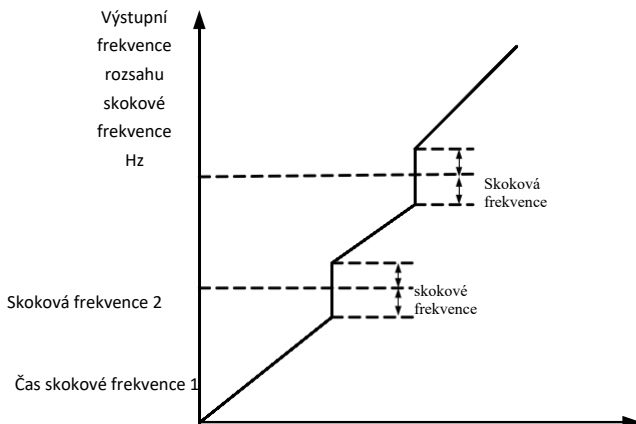 Výstupní
frekvence
rozsahu
skokové
frekvence
Hz
Skoková
frekvence
skokové
frekvence
Skoková frekvence 2
Čas skokové frekvence 1